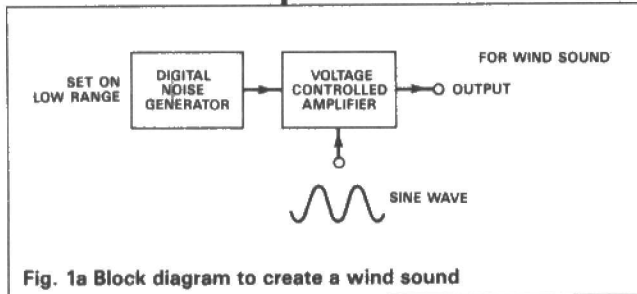 SET ON
LOW RANGE
DIGITAL
NOISE
GENERATOR
VOLTAGE
CONTROLLED
AMPLIFIER
FOR WIND SOUND
OUTPUT
SINE WAVE
Fig. 1a Block diagram to create a wind sound